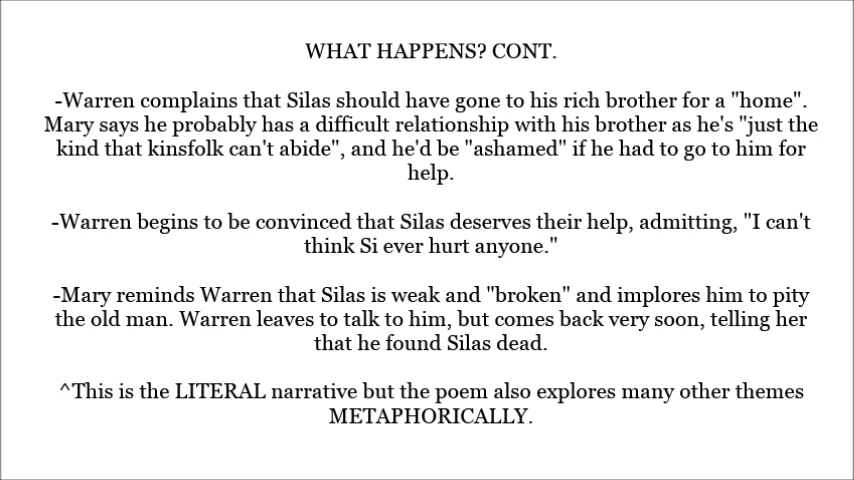 WHAT HAPPENS? CONT.
-Warren complains that Silas should have gone to his rich brother for a "home".
Mary says he probably has a difficult relationship with his brother as he's "just the
kind that kinsfolk can't abide", and he'd be "ashamed" if he had to go to him for
help.
-Warren begins to be convinced that Silas deserves their help, admitting, "I can't
think Si ever hurt anyone."
-Mary reminds Warren that Silas is weak and "broken" and implores him to pity
the old man. Warren leaves to talk to him, but comes back very soon, telling her
that he found Silas dead.
^This is the LITERAL narrative but the poem also explores many other themes
METAPHORICALLY.